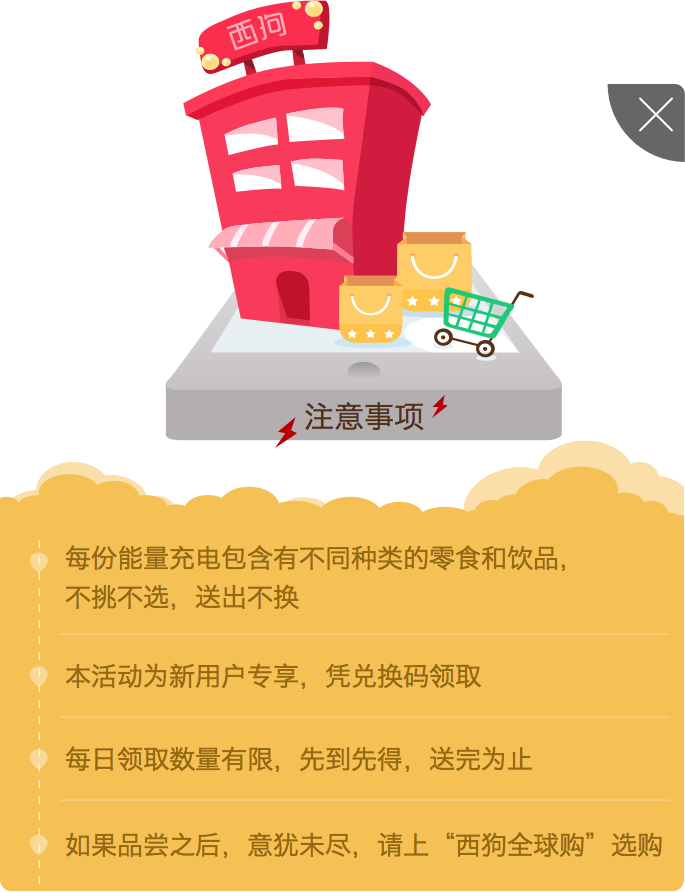 西狗
注意事项
每份能量充电包含有不同种类的零食和饮品，
不挑不选，送出不换
本活动为新用户专享，凭兑换码领取
每日领取数量有限，先到先得，送完为止
如果品尝之后，意犹未尽，请上“西狗全球购”选购